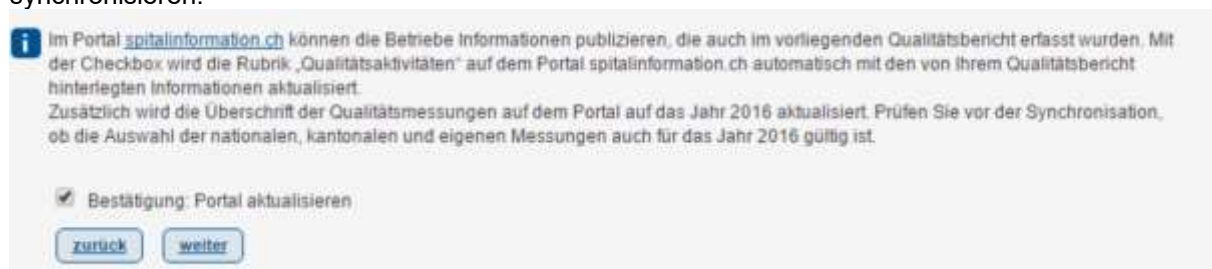 synchronisieren.
i Im Portal spitalinformation.ch können die Betriebe Informationen publizieren, die auch im vorliegenden Qualitätsbericht erfasst wurden. Mit
der Checkbox wird die Rubrik „Qualitätsaktivitäten“ auf dem Portal spitalinformation.ch automatisch mit den von Ihrem Qualitätsbericht
hinterlegten Informationen aktualisiert.
Zusätzlich wird die Überschrift der Qualitätsmessungen auf dem Portal auf das Jahr 2016 aktualisiert. Prüfen Sie vor der Synchronisation,
ob die Auswahl der nationalen, kantonalen und eigenen Messungen auch für das Jahr 2016 gültig ist.
Bestätigung: Portal aktualisieren
zurück weiter